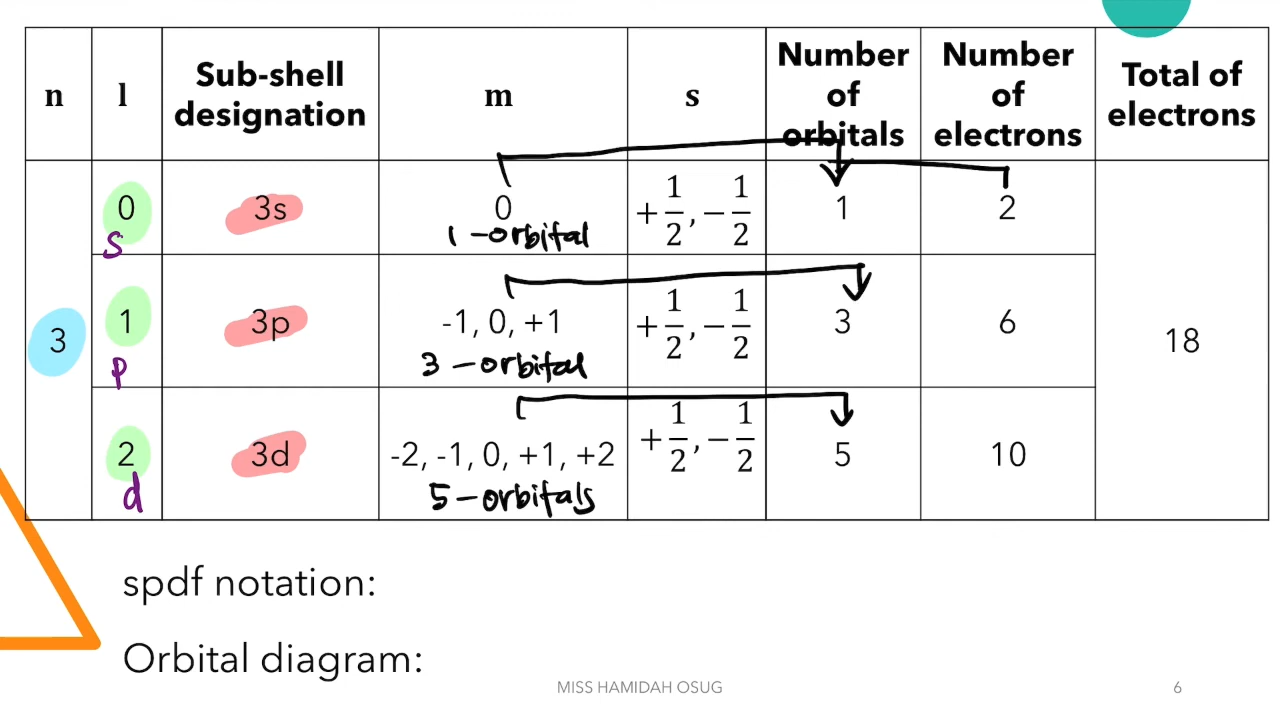 n l Sub-shell designation m s Number of orbitals Number of electrons Total of electrons
0 3s 0 +1/2, -1/2 1 2
s 1 - orbital
3 1 3p -1, 0, +1 +1/2, -1/2 3 6 18
p 3 - orbital
2 3d -2, -1, 0, +1, +2 +1/2, -1/2 5 10
d 5 - orbitals
spdf notation:
Orbital diagram:
MISS HAMIDAH OSUG 6